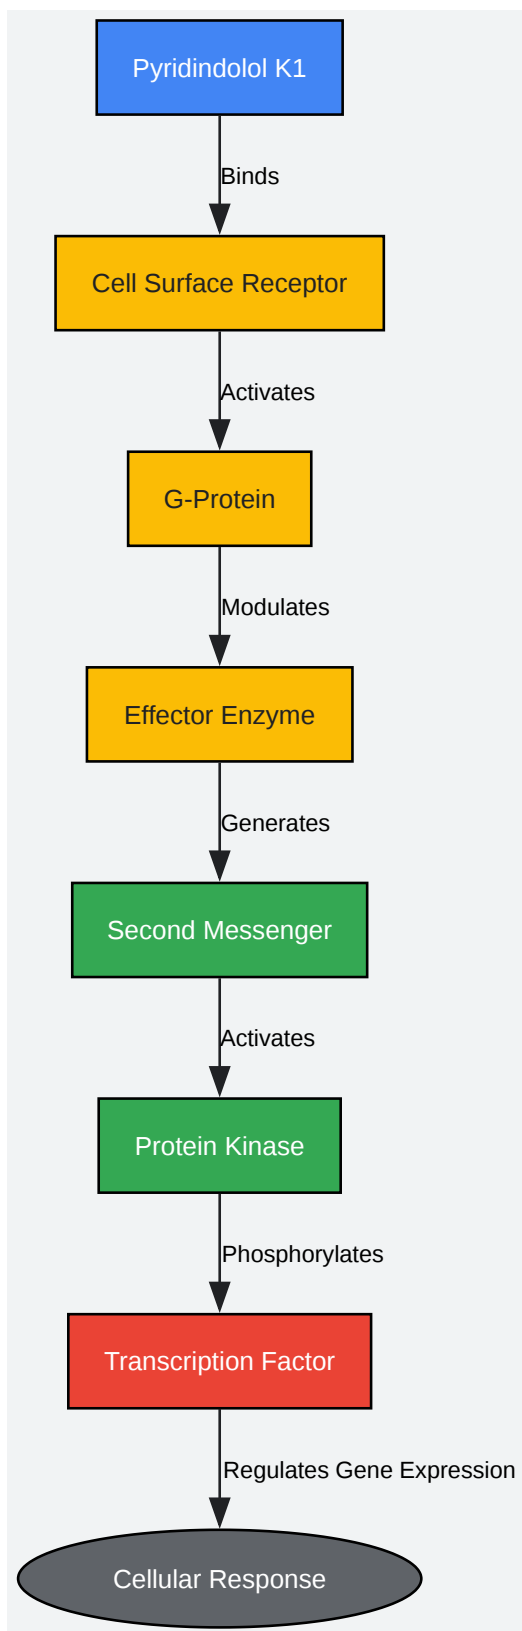 Pyridindolol K1
Binds
Cell Surface Receptor
Activates
G-Protein
Modulates
Effector Enzyme
Generates
Second Messenger
Activates
Protein Kinase
Phosphorylates
Transcription Factor
Regulates Gene Expression
Cellular Response